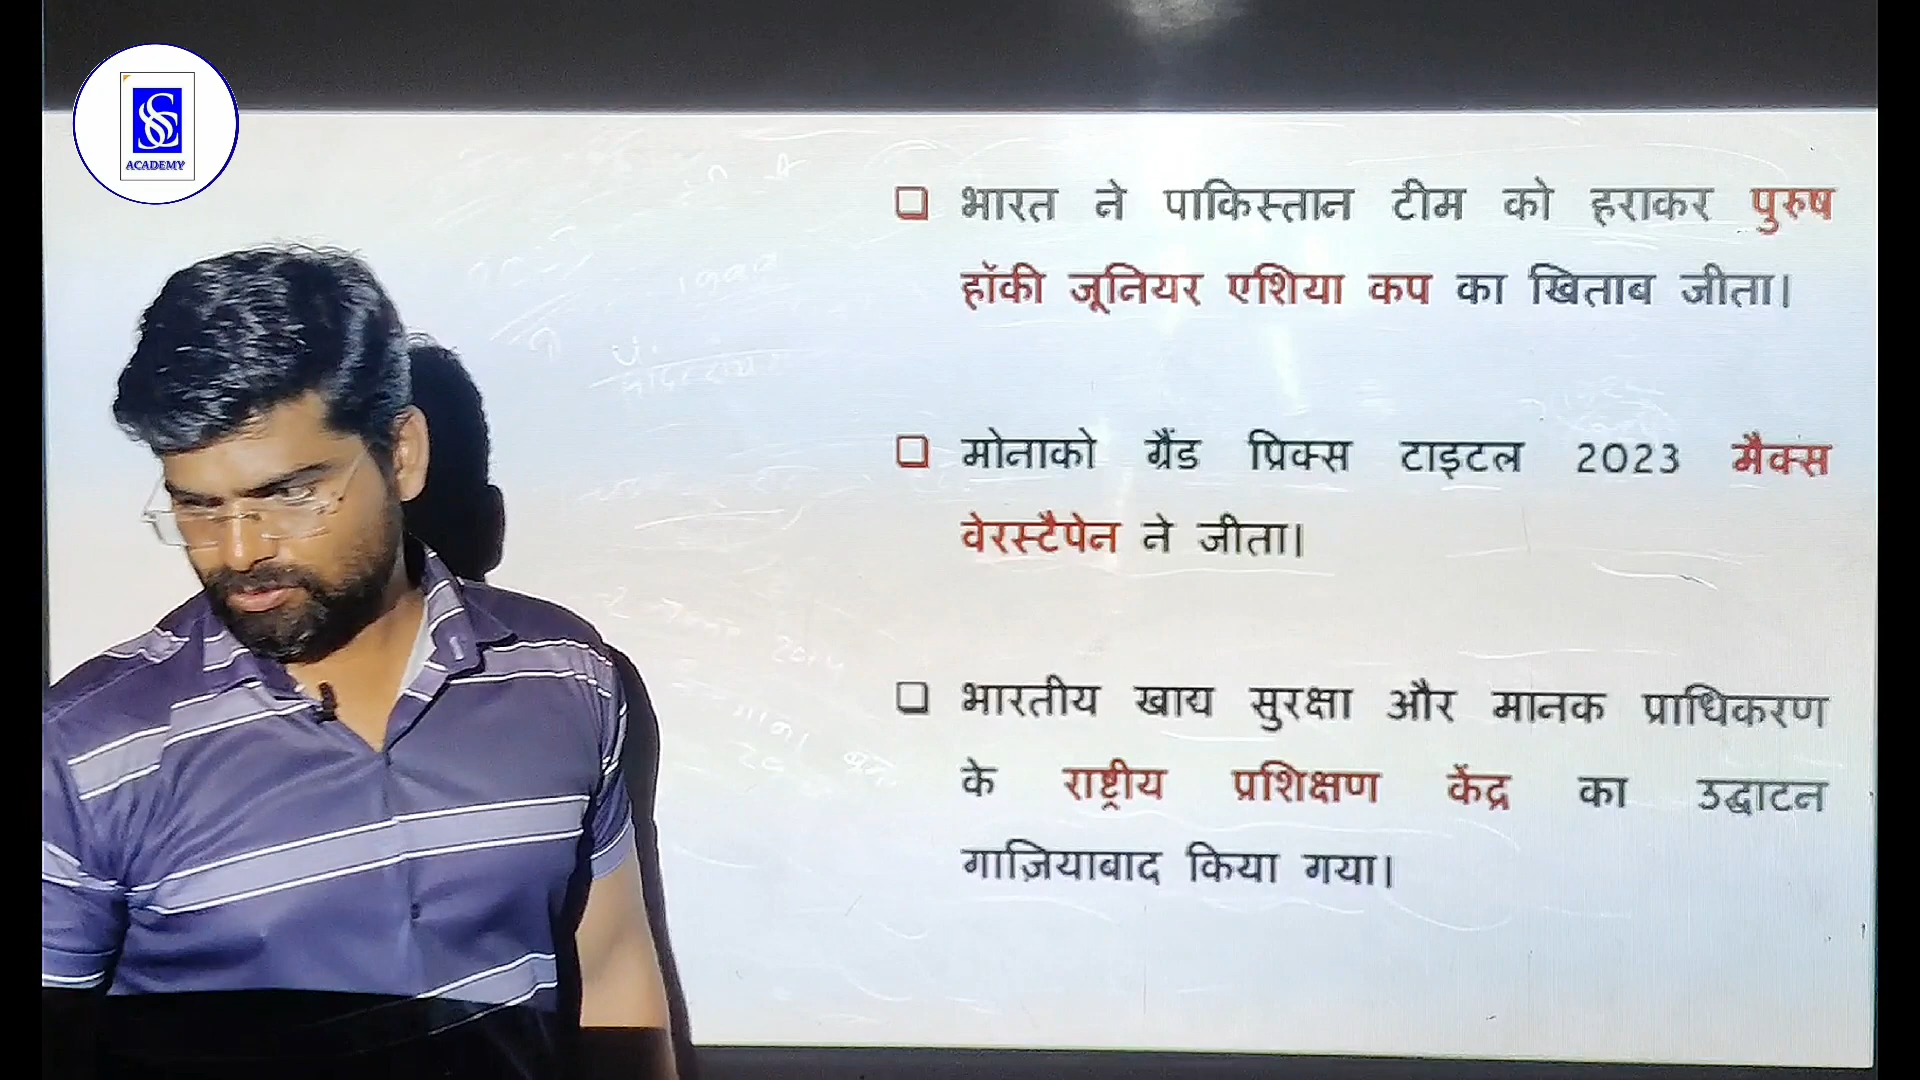 SSC
ACADEMY
भारत ने पाकिस्तान टीम को हराकर पुरुष
हॉकी जूनियर एशिया कप का खिताब जीता।
मोनाको ग्रैंड प्रिक्स टाइटल 2023 मैक्स
वेरस्टैपेन ने जीता।
भारतीय खाय सुरक्षा और मानक प्राधिकरण
के राष्ट्रीय प्रशिक्षण केंद्र का उद्घाटन
गाज़ियाबाद किया गया।